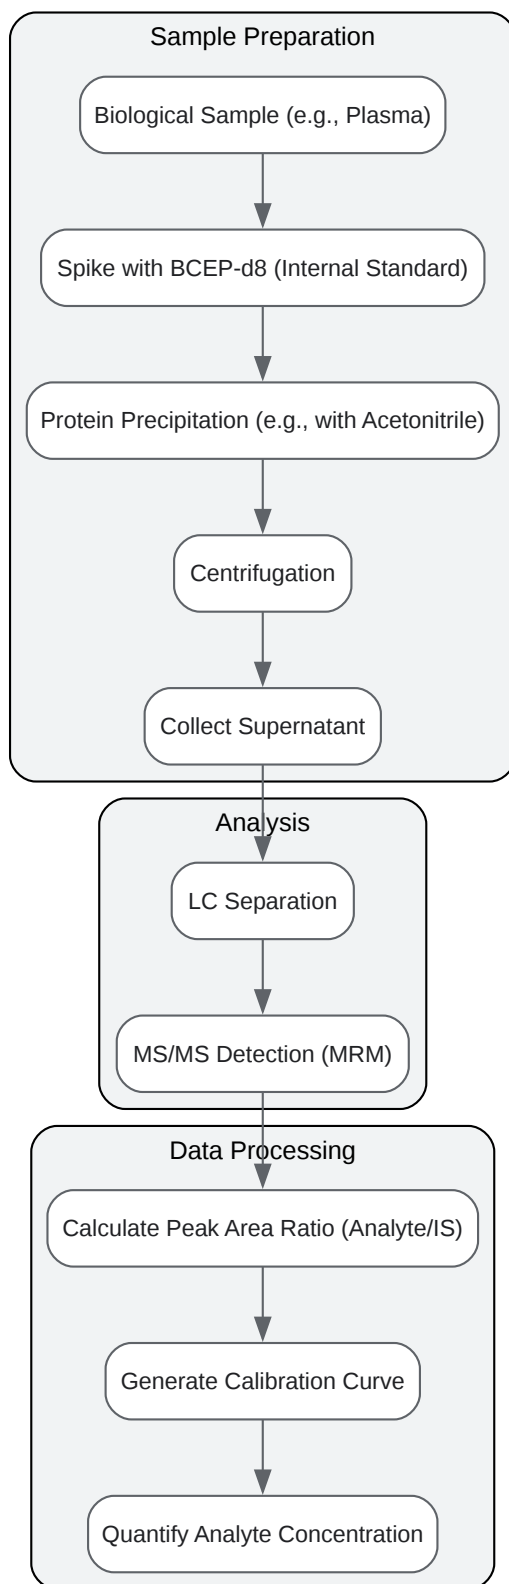 Sample Preparation
Biological Sample (e.g., Plasma)
Spike with BCEP-d8 (Internal Standard)
Protein Precipitation (e.g., with Acetonitrile)
Centrifugation
Collect Supernatant
Analysis
LC Separation
MS/MS Detection (MRM)
Data Processing
Calculate Peak Area Ratio (Analyte/IS)
Generate Calibration Curve
Quantify Analyte Concentration